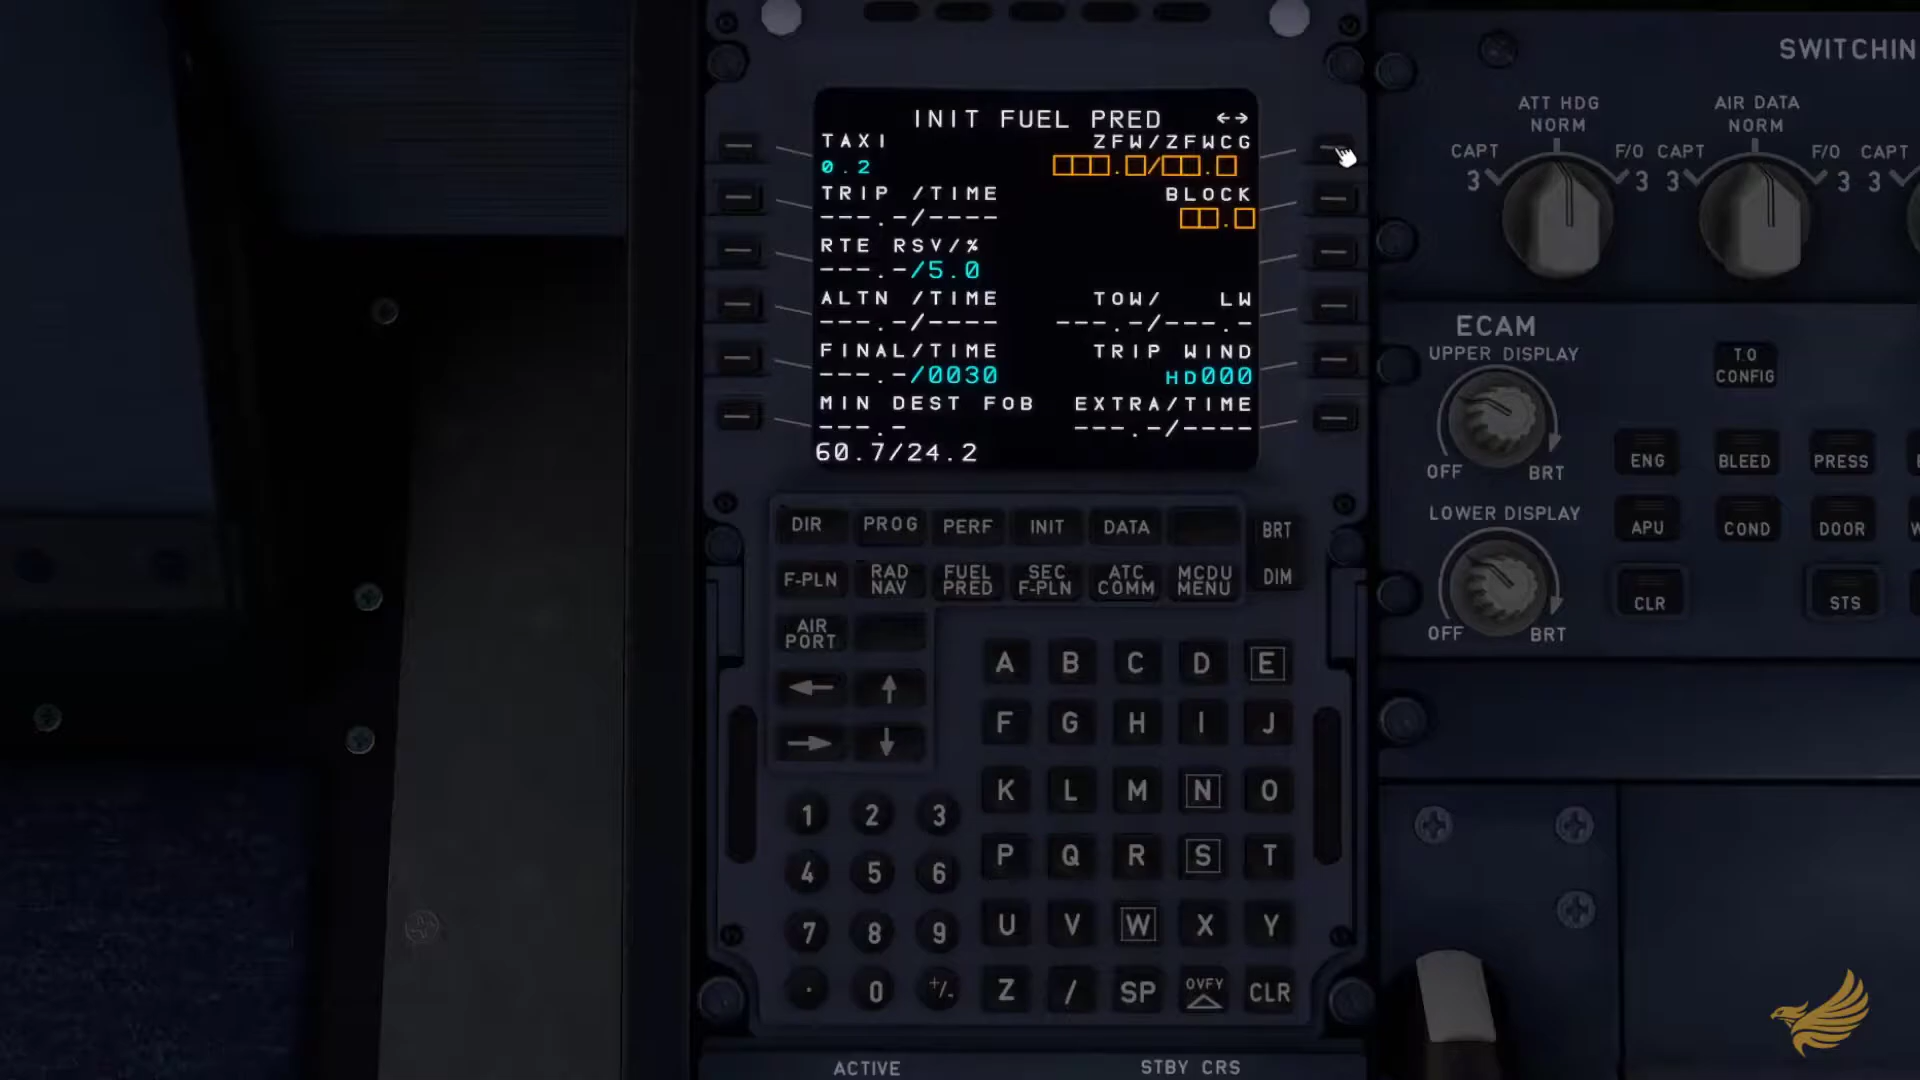 INIT FUEL PRED ←→
TAXI ZFW/ZFWCG
0.2 □□□.□/□□.□
TRIP /TIME BLOCK
---.-/---- □□.□
RTE RSV/%
---.-/5.0
ALTN /TIME TOW/ LW
---.-/---- ---.-/---.-
FINAL/TIME TRIP WIND
---.-/0030 HD000
MIN DEST FOB EXTRA/TIME
---.- ---.-/----
60.7/24.2
DIR PROG PERF INIT DATA BRT
F-PLN RAD NAV FUEL PRED SEC F-PLN ATC COMM MCDU MENU DIM
AIR PORT
← ↑
→ ↓
A B C D E
F G H I J
K L M N O
P Q R S T
U V W X Y
Z / SP OVFY CLR
1 2 3
4 5 6
7 8 9
. 0 +/-
ACTIVE STBY CRS
SWITCHIN
ATT HDG
NORM
CAPT F/O
3 3
AIR DATA
NORM
CAPT F/O
3 3
CAPT
3
ECAM
UPPER DISPLAY
OFF BRT
LOWER DISPLAY
OFF BRT
T.O
CONFIG
ENG BLEED PRESS
APU COND DOOR
CLR STS